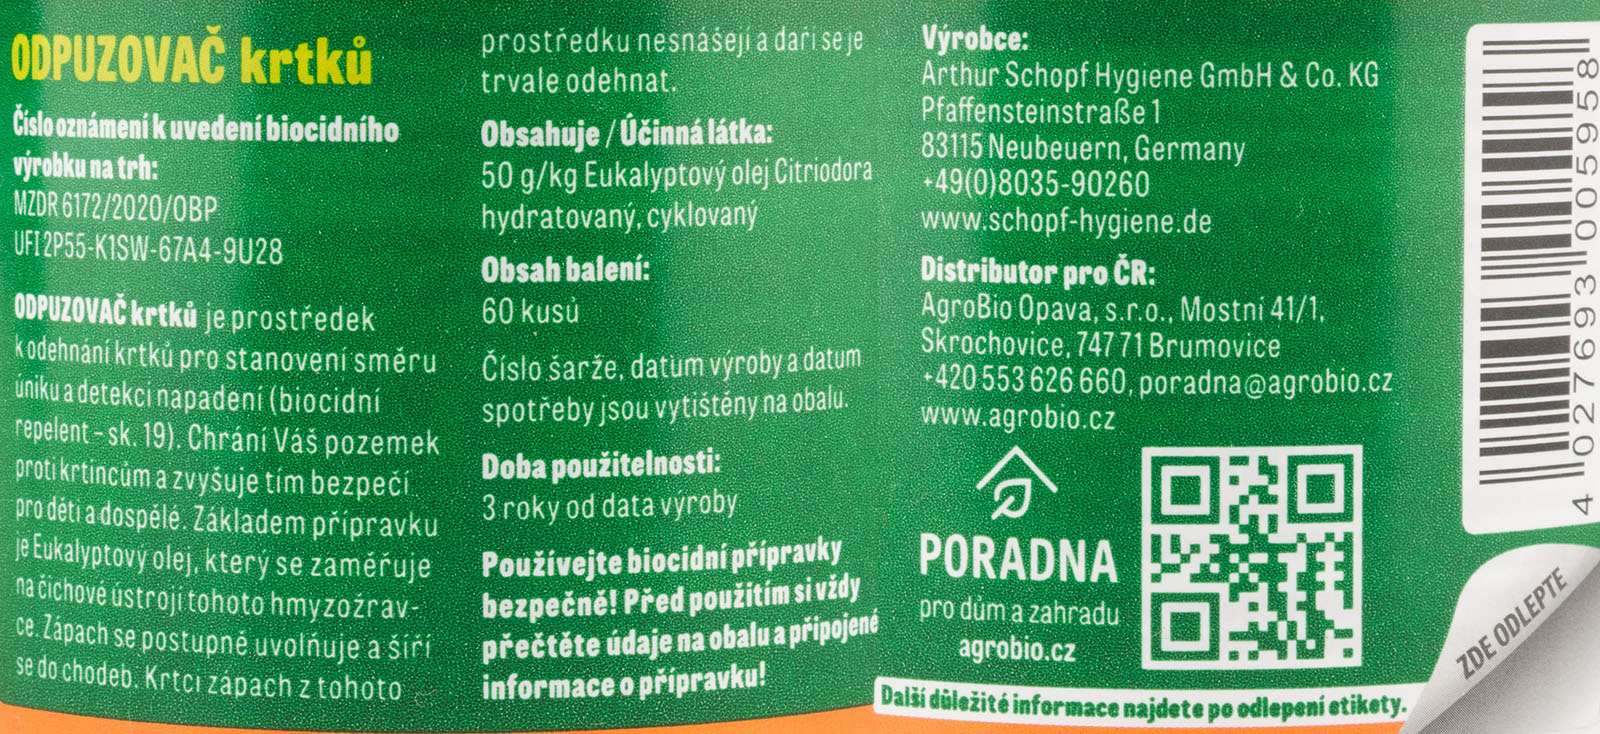 ODPUZOVAČ krtků
Číslo oznámení k uvedení biocidního
výrobku na trh:
MZDR 6172/2020/OBP
UFI 2P55-K1SW-67A4-9U28
ODPUZOVAČ krtků je prostředek
k odehnání krtků pro stanovení směru
úniku a detekci napadení (biocidní
repelent – sk. 19). Chrání Váš pozemek
proti krtincům a zvyšuje tím bezpečí
pro děti a dospělé. Základem přípravku
je Eukalyptový olej, který se zaměřuje
na čichové ústrojí tohoto hmyzožrav-
ce. Zápach se postupně uvolňuje a šíří
se do chodeb. Krtci zápach z tohoto
prostředku nesnášejí a daří se je
trvale odehnat.
Obsahuje / Účinná látka:
50 g/kg Eukalyptový olej Citriodora
hydratovaný, cyklovaný
Obsah balení:
60 kusů
Číslo šarže, datum výroby a datum
spotřeby jsou vytištěny na obalu.
Doba použitelnosti:
3 roky od data výroby
Používejte biocidní přípravky
bezpečně! Před použitím si vždy
přečtěte údaje na obalu a připojené
informace o přípravku!
Výrobce:
Arthur Schopf Hygiene GmbH & Co. KG
Pfaffensteinstraße 1
83115 Neubeuern, Germany
+49(0)8035-90260
www.schopf-hygiene.de
Distributor pro ČR:
AgroBio Opava, s.r.o., Mostní 41/1,
Skrochovice, 747 71 Brumovice
+420 553 626 660, poradna@agrobio.cz
www.agrobio.cz
PORADNA
pro dům a zahradu
agrobio.cz
Další důležité informace najdete po odlepení etikety.
ZDE ODLEPTE
4 027693 005958